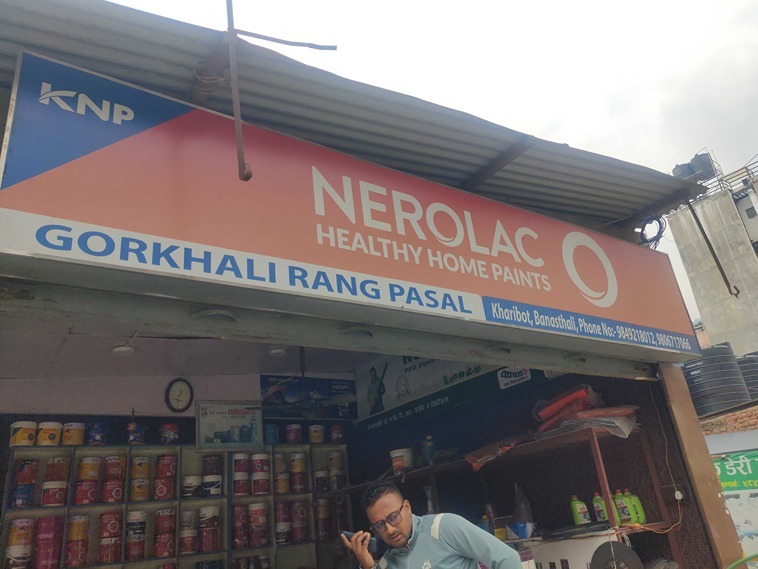 KNP
NEROLAC
HEALTHY HOME PAINTS
GORKHALI RANG PASAL
Kharibot, Banasthali, Phone No:- 9849218012, 9806717066
डेरी